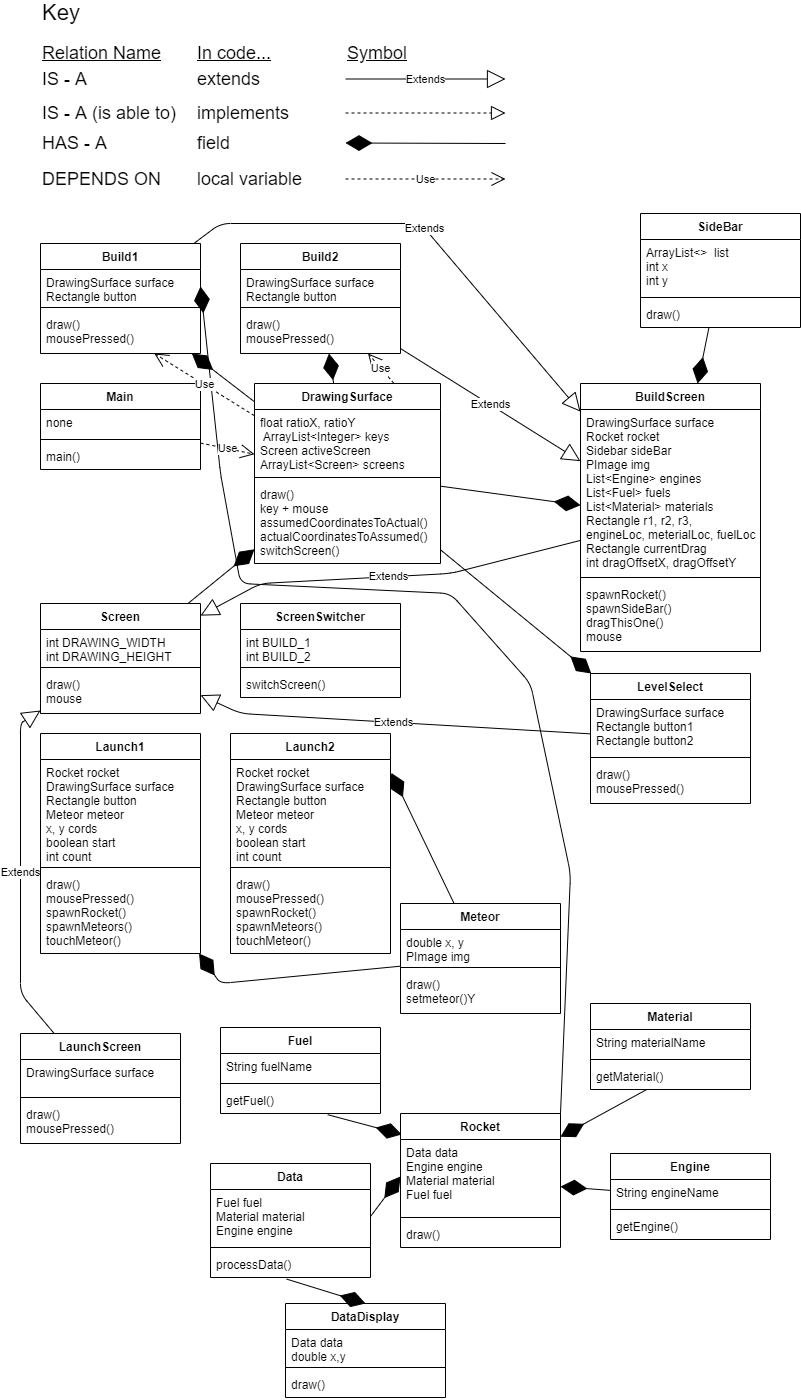 Key
Relation Name In code... Symbol
IS - A extends Extends
IS - A (is able to) implements
HAS - A field
DEPENDS ON local variable Use
Extends
Build1
DrawingSurface surface
Rectangle button
draw()
mousePressed()
Build2
DrawingSurface surface
Rectangle button
draw()
mousePressed()
SideBar
ArrayList<> list
int x
int y
draw()
Use
Use
Extends
Main
none
main()
Use
DrawingSurface
float ratioX, ratioY
ArrayList<Integer> keys
Screen activeScreen
ArrayList<Screen> screens
draw()
key + mouse
assumedCoordinatesToActual()
actualCoordinatesToAssumed()
switchScreen()
BuildScreen
DrawingSurface surface
Rocket rocket
Sidebar sideBar
PImage img
List<Engine> engines
List<Fuel> fuels
List<Material> materials
Rectangle r1, r2, r3,
engineLoc, meterialLoc, fuelLoc
Rectangle currentDrag
int dragOffsetX, dragOffsetY
spawnRocket()
spawnSideBar()
dragThisOne()
mouse
Extends
Screen
int DRAWING_WIDTH
int DRAWING_HEIGHT
draw()
mouse
ScreenSwitcher
int BUILD_1
int BUILD_2
switchScreen()
LevelSelect
DrawingSurface surface
Rectangle button1
Rectangle button2
draw()
mousePressed()
Extends
Launch1
Rocket rocket
DrawingSurface surface
Rectangle button
Meteor meteor
x, y cords
boolean start
int count
draw()
mousePressed()
spawnRocket()
spawnMeteors()
touchMeteor()
Launch2
Rocket rocket
DrawingSurface surface
Rectangle button
Meteor meteor
x, y cords
boolean start
int count
draw()
mousePressed()
spawnRocket()
spawnMeteors()
touchMeteor()
Extends
Meteor
double x, y
PImage img
draw()
setmeteor()Y
LaunchScreen
DrawingSurface surface
draw()
mousePressed()
Fuel
String fuelName
getFuel()
Material
String materialName
getMaterial()
Rocket
Data data
Engine engine
Material material
Fuel fuel
draw()
Data
Fuel fuel
Material material
Engine engine
processData()
Engine
String engineName
getEngine()
DataDisplay
Data data
double x,y
draw()